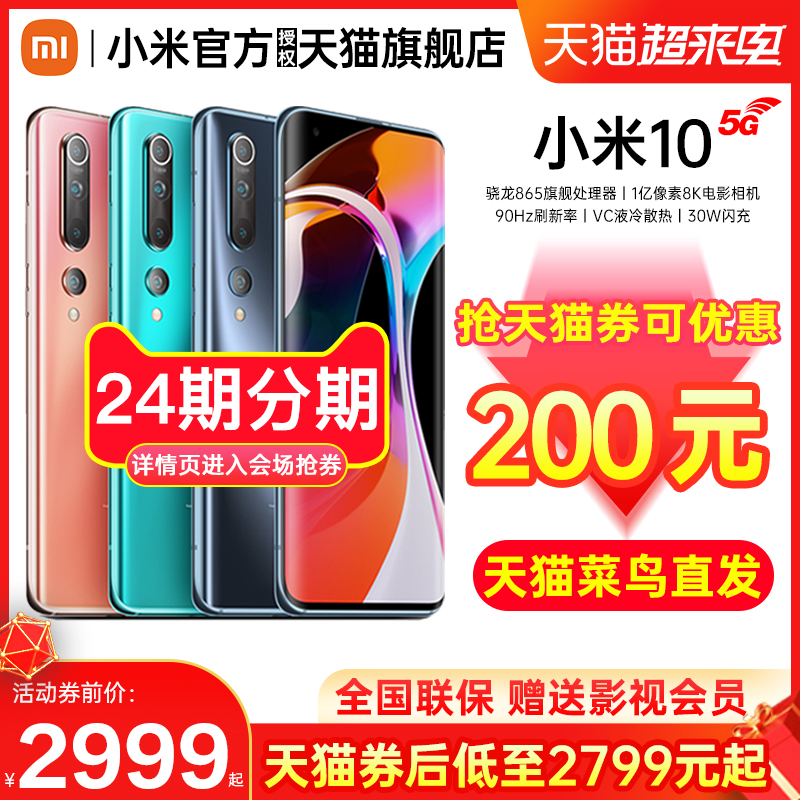 小米官方授权天猫旗舰店
天猫超来电
小米10 5G
骁龙865旗舰处理器丨1亿像素8K电影相机
90Hz刷新率丨VC液冷散热丨30W闪充
抢天猫券可优惠
200元
天猫菜鸟直发
24期分期
详情页进入会场抢券
活动券前价:
¥2999起
全国联保 赠送影视会员
天猫券后低至2799元起